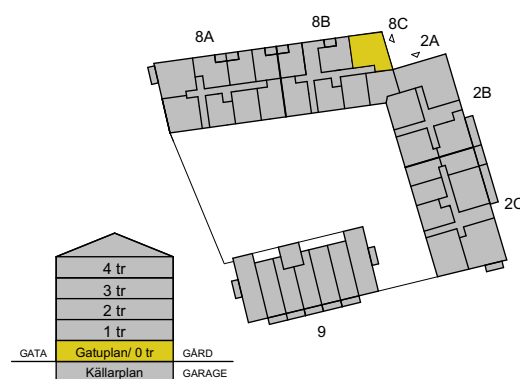 8A
8B
8C
2A
2B
2C
9
4 tr
3 tr
2 tr
1 tr
GATA Gatuplan/ 0 tr GÅRD
Källarplan GARAGE